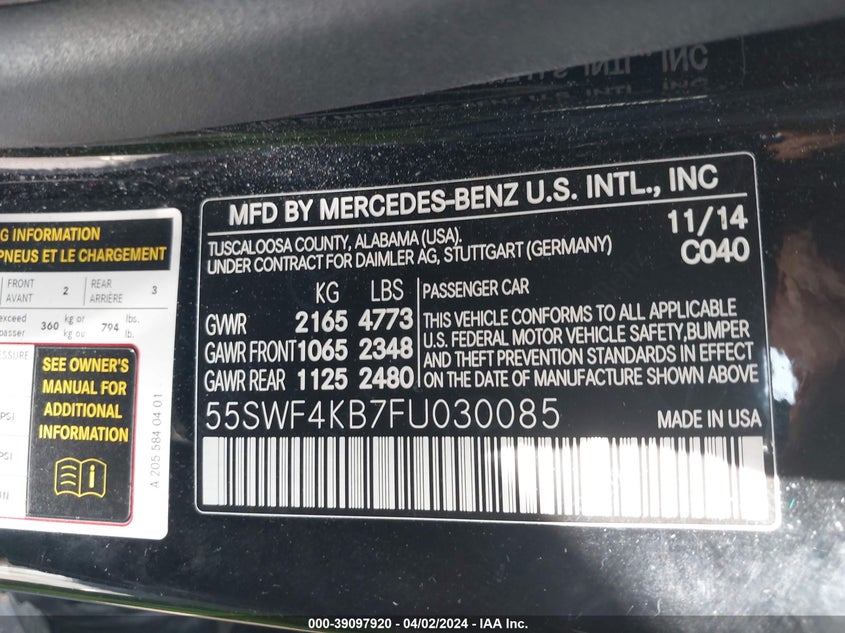 MFD BY MERCEDES-BENZ U.S. INTL., INC
TUSCALOOSA COUNTY, ALABAMA (USA). 11/14
UNDER CONTRACT FOR DAIMLER AG, STUTTGART (GERMANY) C040
KG LBS PASSENGER CAR
GVWR 2165 4773
GAWR FRONT 1065 2348
GAWR REAR 1125 2480
THIS VEHICLE CONFORMS TO ALL APPLICABLE
U.S. FEDERAL MOTOR VEHICLE SAFETY, BUMPER
AND THEFT PREVENTION STANDARDS IN EFFECT
ON THE DATE OF MANUFACTURE SHOWN ABOVE
55SWF4KB7FU030085 MADE IN USA
G INFORMATION
PNEUS ET LE CHARGEMENT
FRONT 2 REAR 3
AVANT ARRIÈRE
exceed 360 kg or 794 lbs.
kg ou lb.
SEE OWNER'S
MANUAL FOR
ADDITIONAL
INFORMATION
A 205 584 04 01
000-39097920 - 04/02/2024 - IAA Inc.